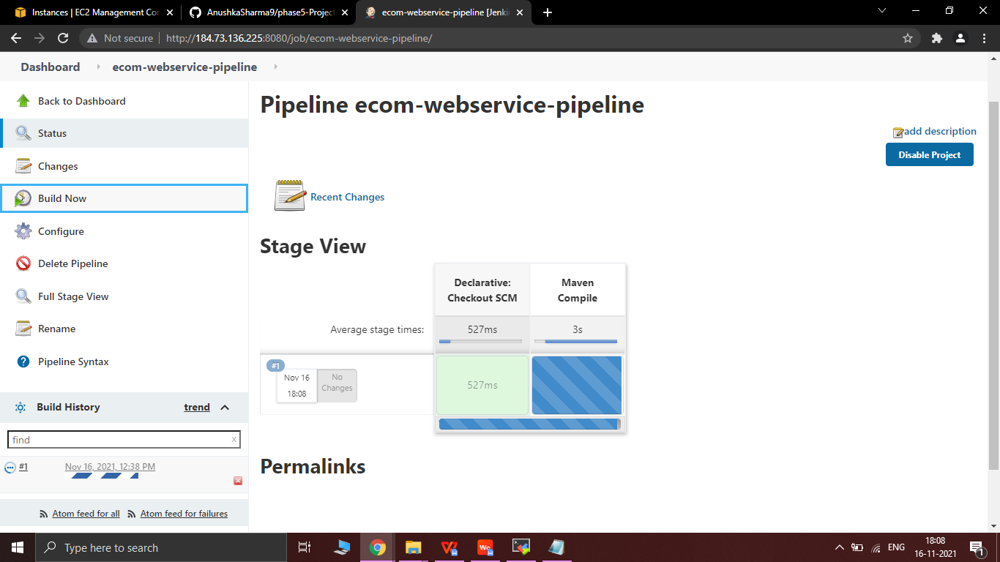 Instances | EC2 Management Con
AnushkaSharma9/phase5-Project
ecom-webservice-pipeline [Jenki
Not secure
http://184.73.136.225:8080/job/ecom-webservice-pipeline/
Dashboard
ecom-webservice-pipeline
Back to Dashboard
Status
Changes
Build Now
Configure
Delete Pipeline
Full Stage View
Rename
Pipeline Syntax
Build History
trend
find
x
#1
Nov 16, 2021, 12:38 PM
Atom feed for all
Atom feed for failures
Pipeline ecom-webservice-pipeline
add description
Disable Project
Recent Changes
Stage View
Declarative:
Checkout SCM
Maven
Compile
Average stage times:
527ms
3s
#1
Nov 16
18:08
No
Changes
527ms
Permalinks
Type here to search
ENG
18:08
16-11-2021
1